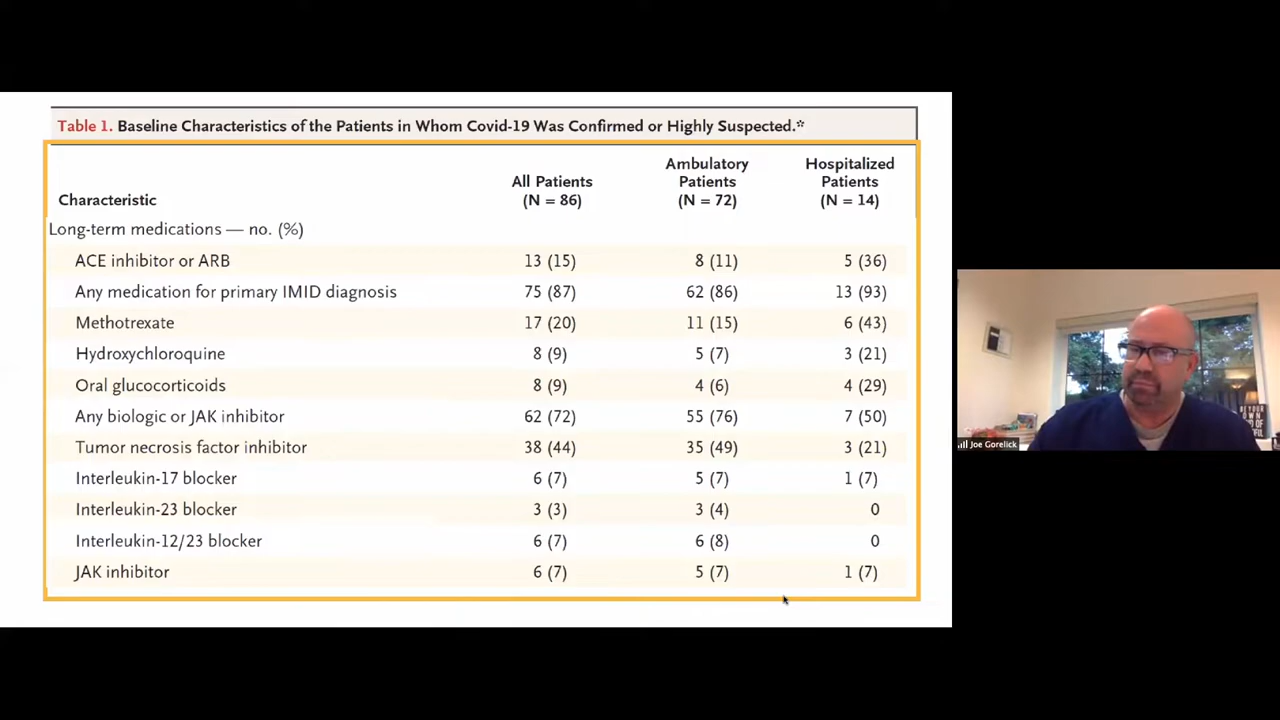 Table 1. Baseline Characteristics of the Patients in Whom Covid-19 Was Confirmed or Highly Suspected.*
Characteristic All Patients (N = 86) Ambulatory Patients (N = 72) Hospitalized Patients (N = 14)
Long-term medications — no. (%)
ACE inhibitor or ARB 13 (15) 8 (11) 5 (36)
Any medication for primary IMID diagnosis 75 (87) 62 (86) 13 (93)
Methotrexate 17 (20) 11 (15) 6 (43)
Hydroxychloroquine 8 (9) 5 (7) 3 (21)
Oral glucocorticoids 8 (9) 4 (6) 4 (29)
Any biologic or JAK inhibitor 62 (72) 55 (76) 7 (50)
Tumor necrosis factor inhibitor 38 (44) 35 (49) 3 (21)
Interleukin-17 blocker 6 (7) 5 (7) 1 (7)
Interleukin-23 blocker 3 (3) 3 (4) 0
Interleukin-12/23 blocker 6 (7) 6 (8) 0
JAK inhibitor 6 (7) 5 (7) 1 (7)
Joe Gorelick